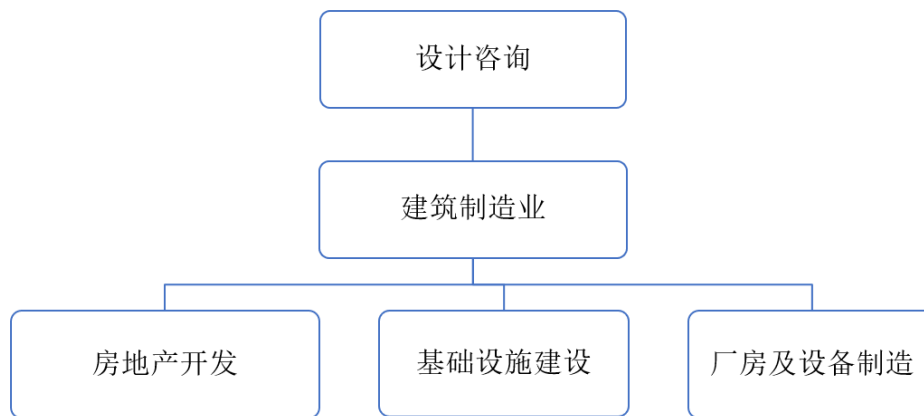 设计咨询
建筑制造业
房地产开发
基础设施建设
厂房及设备制造